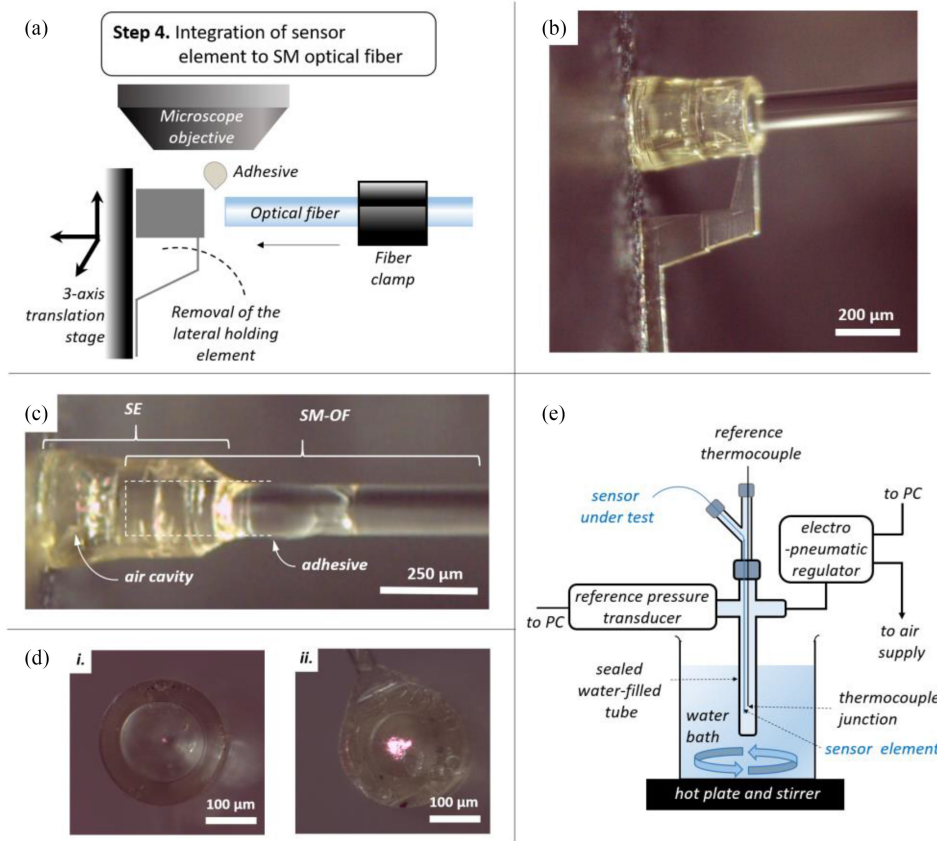 (a)
Step 4. Integration of sensor
element to SM optical fiber
Microscope
objective
Adhesive
Optical fiber
Fiber
clamp
3-axis
translation
stage
Removal of the
lateral holding
element
(b)
200 µm
(c)
SE
SM-OF
air cavity
adhesive
250 µm
(d)
i.
100 µm
ii.
100 µm
(e)
reference
thermocouple
sensor
under test
to PC
electro
-pneumatic
regulator
reference pressure
transducer
to PC
to air
supply
sealed
water-filled
tube
water
bath
thermocouple
junction
sensor element
hot plate and stirrer